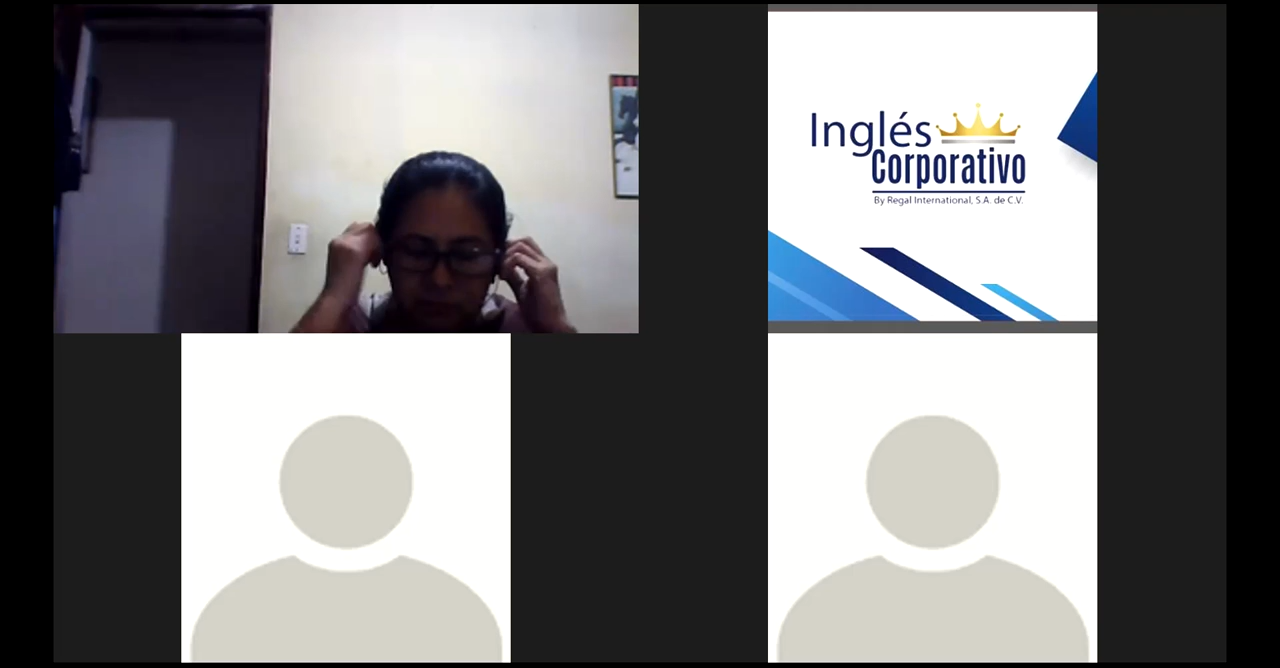 Inglés
Corporativo
By Regal International, S.A. de C.V.